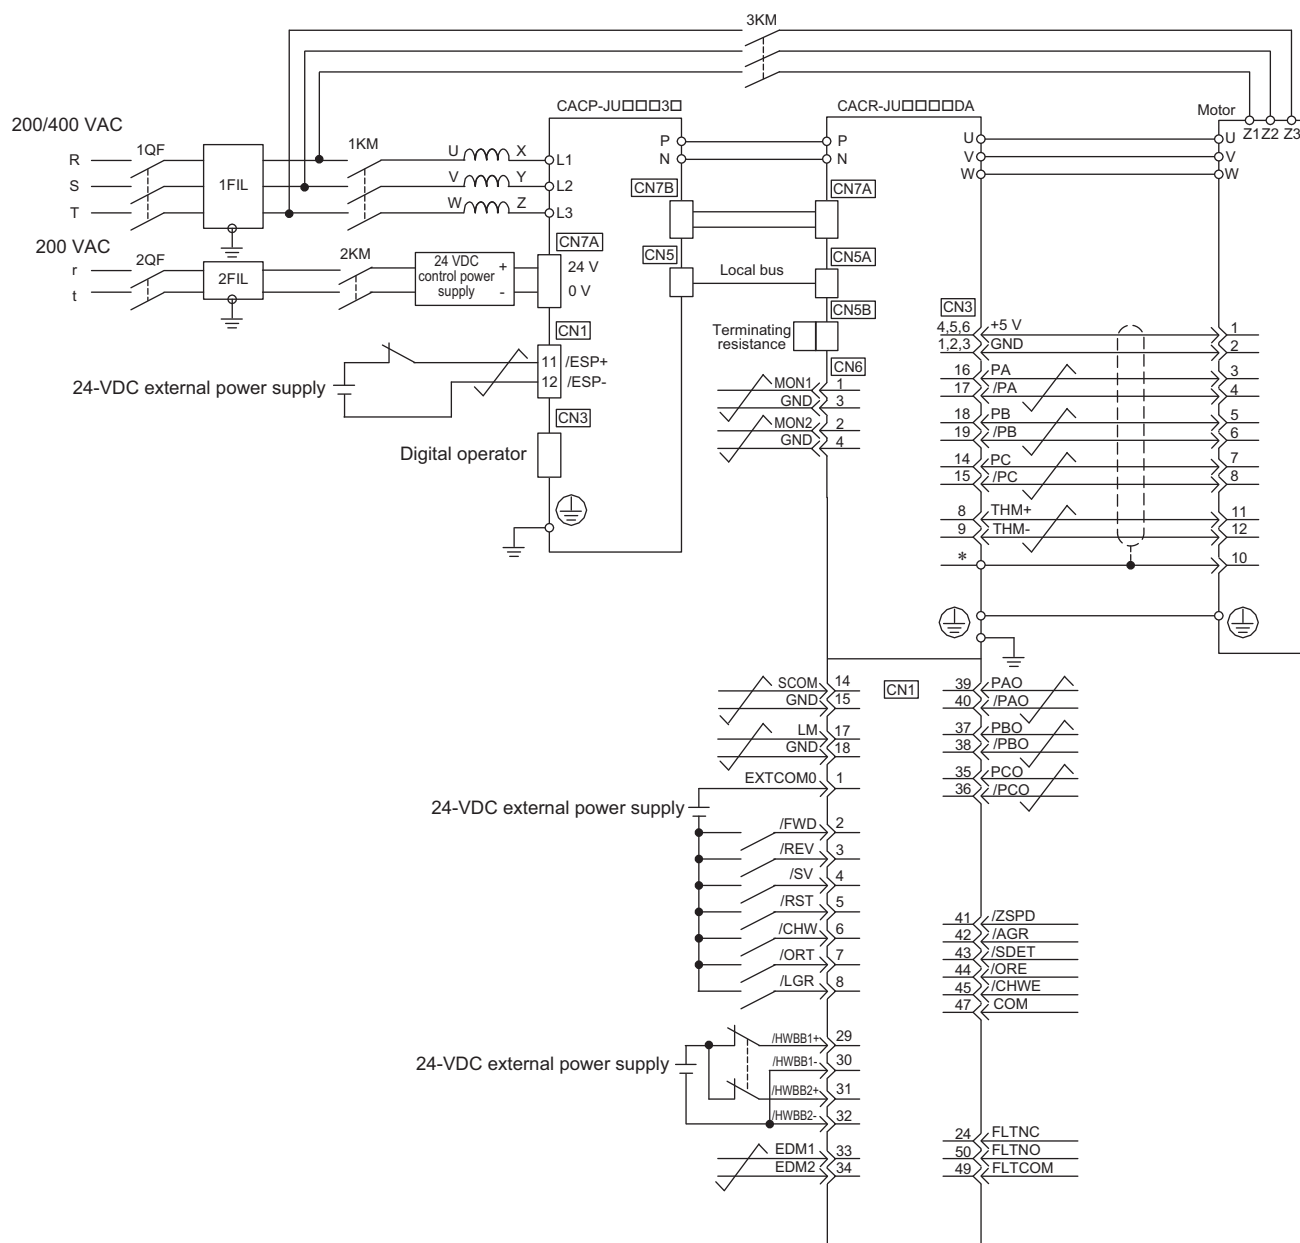 3KM
CACP-JU□□□3□
CACR-JU□□□□DA
Motor
Z1 Z2 Z3
200/400 VAC
R
S
T
1QF
1FIL
1KM
U X
V Y
W Z
L1
L2
L3
P
N
P
N
U
V
W
U
V
W
CN7B
CN7A
200 VAC
r
t
2QF
2FIL
2KM
24 VDC
control power
supply
+
-
CN7A
24 V
0 V
CN5
Local bus
CN5A
CN5B
Terminating
resistance
CN1
11 /ESP+
12 /ESP-
24-VDC external power supply
CN3
Digital operator
CN6
MON1 1
GND 3
MON2 2
GND 4
CN3
4,5,6 +5 V 1
1,2,3 GND 2
16 PA 3
17 /PA 4
18 PB 5
19 /PB 6
14 PC 7
15 /PC 8
8 THM+ 11
9 THM- 12
* 10
CN1
SCOM 14
GND 15
LM 17
GND 18
EXTCOM0 1
24-VDC external power supply
/FWD 2
/REV 3
/SV 4
/RST 5
/CHW 6
/ORT 7
/LGR 8
24-VDC external power supply
/HWBB1+ 29
/HWBB1- 30
/HWBB2+ 31
/HWBB2- 32
EDM1 33
EDM2 34
39 PAO
40 /PAO
37 PBO
38 /PBO
35 PCO
36 /PCO
41 /ZSPD
42 /AGR
43 /SDET
44 /ORE
45 /CHWE
47 COM
24 FLTNC
50 FLTNO
49 FLTCOM